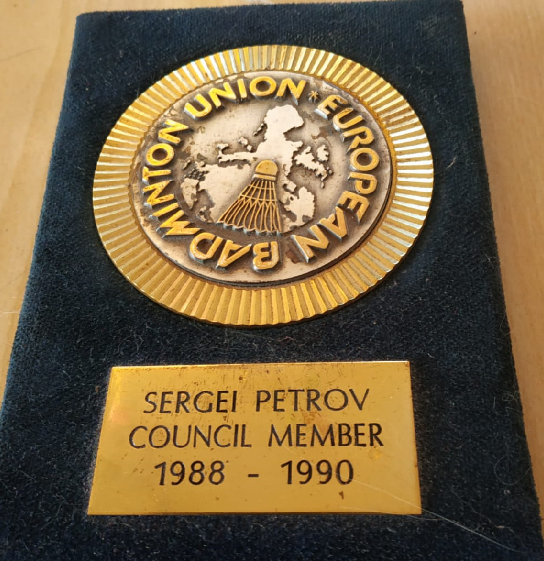 EUROPEAN BADMINTON UNION
SERGEI PETROV
COUNCIL MEMBER
1988 - 1990